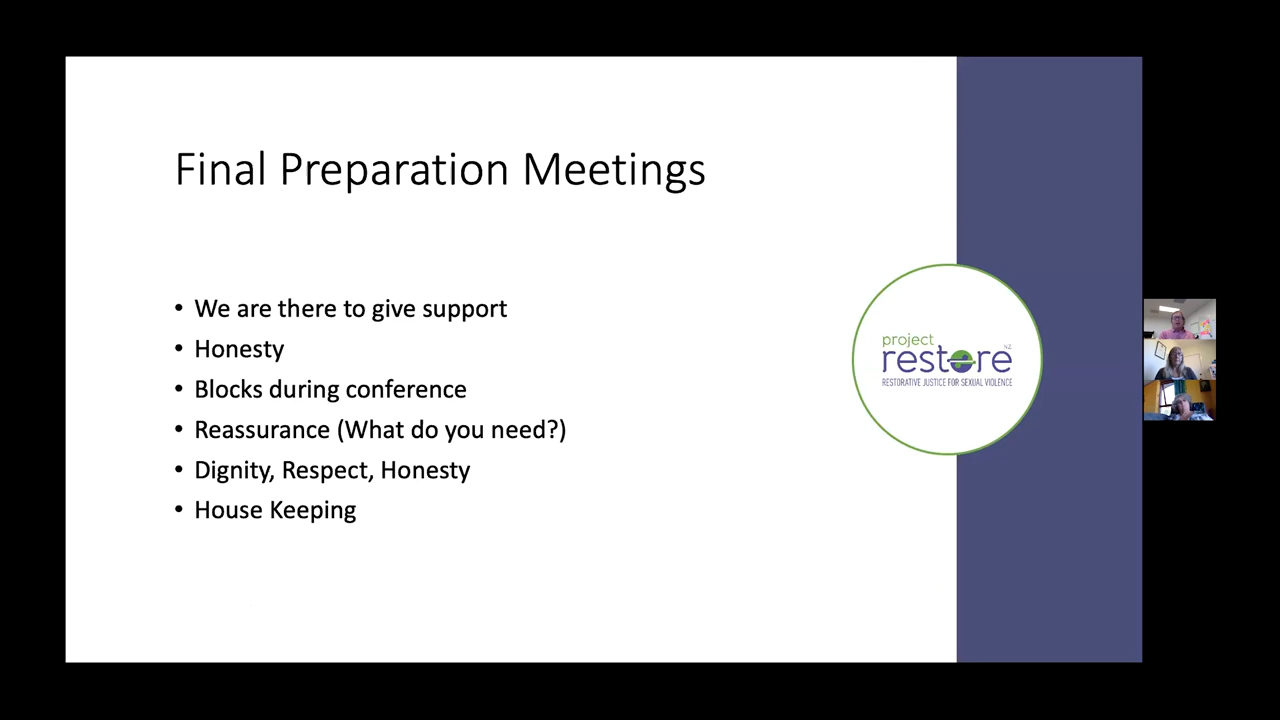 Final Preparation Meetings
• We are there to give support
• Honesty
• Blocks during conference
• Reassurance (What do you need?)
• Dignity, Respect, Honesty
• House Keeping
project
restore NZ
RESTORATIVE JUSTICE FOR SEXUAL VIOLENCE